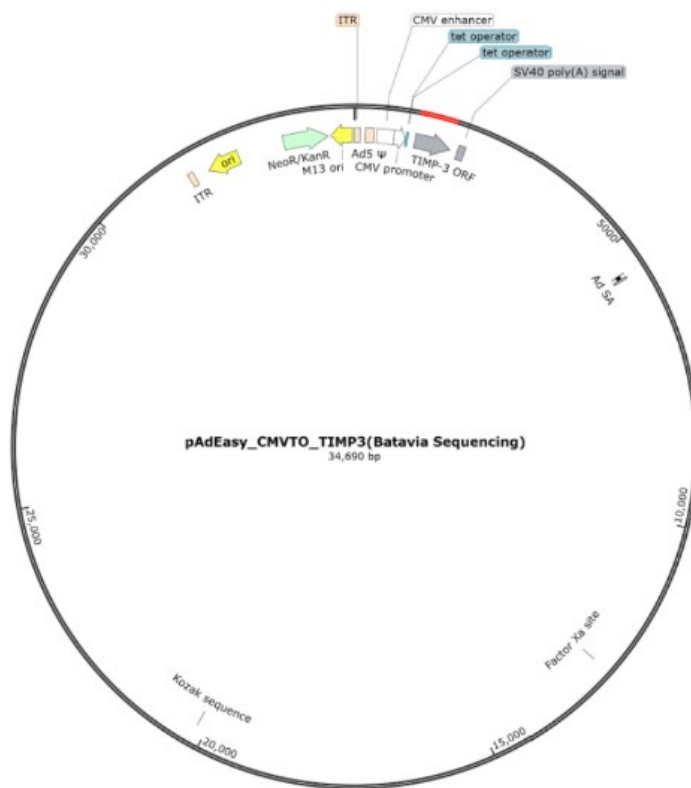 ITR
CMV enhancer
tet operator
tet operator
SV40 poly(A) signal
ori
NeoR/KanR
M13 ori
Ad5 Ψ
CMV promoter
TIMP-3 ORF
ITR
30,000
5000
Ad SA
pAdEasy_CMVTO_TIMP3(Batavia Sequencing)
34,690 bp
25,000
10,000
Factor Xa site
Kozak sequence
20,000
15,000